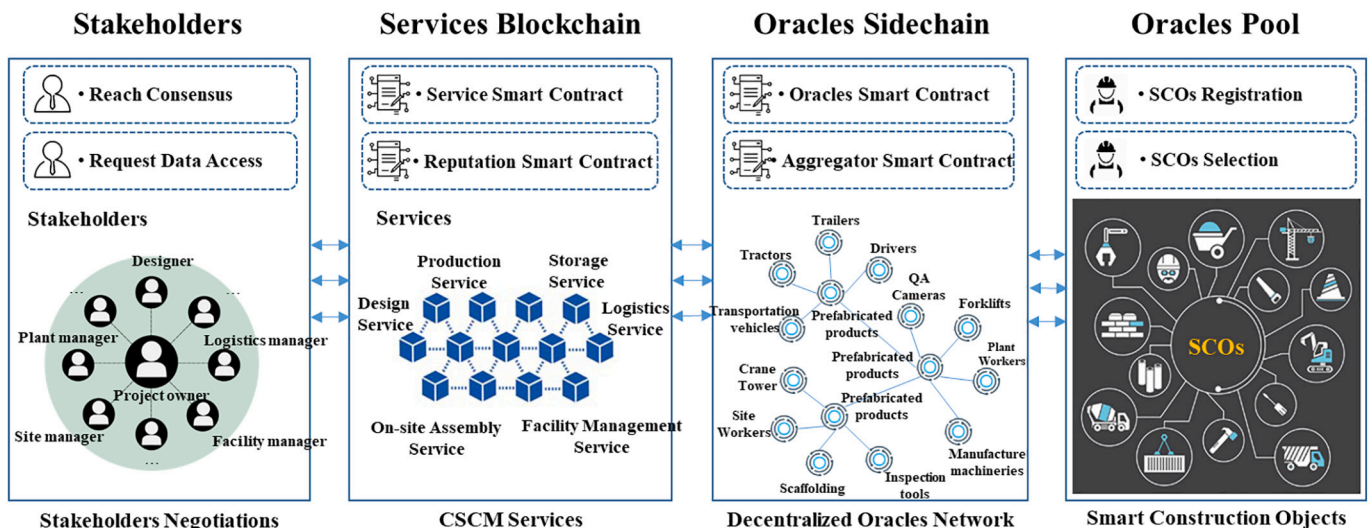 Stakeholders
• Reach Consensus
• Request Data Access
Stakeholders
Designer
...
...
Plant manager
Logistics manager
Project owner
Site manager
Facility manager
...
Stakeholders Negotiations
Services Blockchain
• Service Smart Contract
• Reputation Smart Contract
Services
Production
Service
Storage
Service
Design
Service
Logistics
Service
On-site Assembly
Service
Facility Management
Service
CSCM Services
Oracles Sidechain
• Oracles Smart Contract
• Aggregator Smart Contract
Trailers
Tractors
Drivers
QA
Cameras
Forklifts
Transportation
vehicles
Prefabricated
products
Prefabricated
products
Plant
Workers
Crane
Tower
Prefabricated
products
Site
Workers
Manufacture
machineries
Scaffolding
Inspection
tools
Decentralized Oracles Network
Oracles Pool
• SCOs Registration
• SCOs Selection
SCOs
Smart Construction Objects